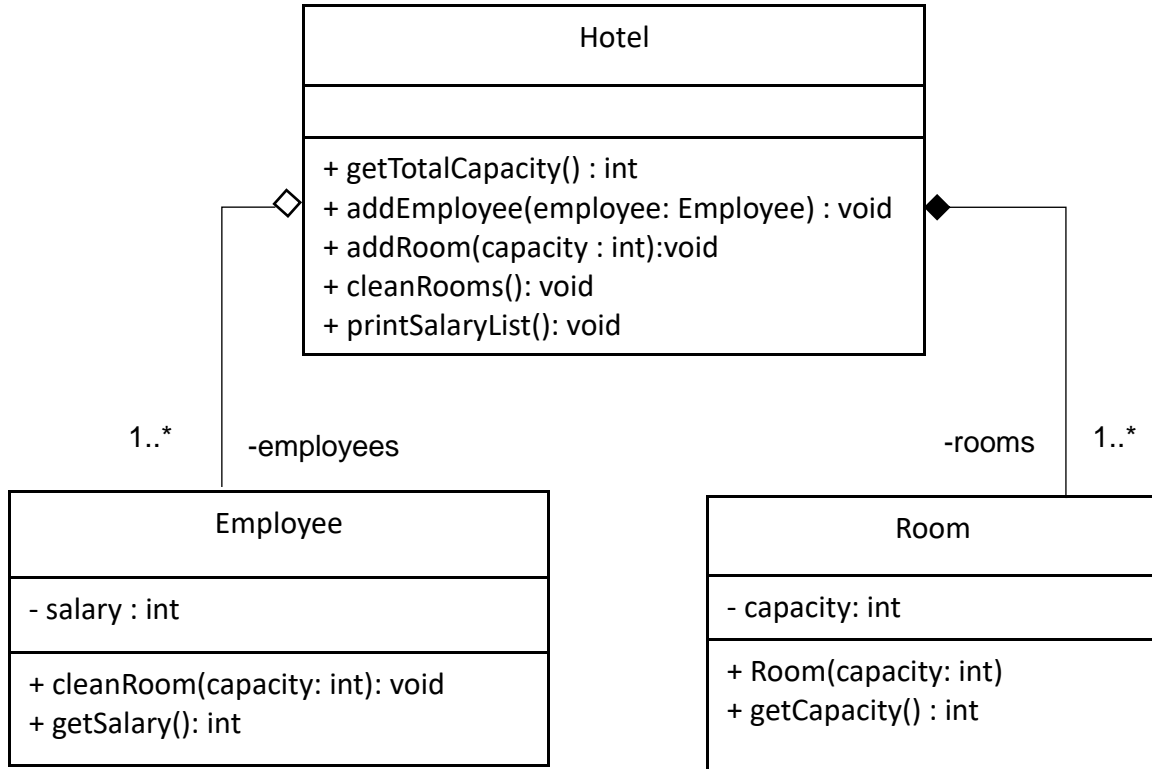 Hotel
+ getTotalCapacity() : int
+ addEmployee(employee: Employee) : void
+ addRoom(capacity : int):void
+ cleanRooms(): void
+ printSalaryList(): void
1..*
-employees
-rooms
1..*
Employee
- salary : int
+ cleanRoom(capacity: int): void
+ getSalary(): int
Room
- capacity: int
+ Room(capacity: int)
+ getCapacity() : int